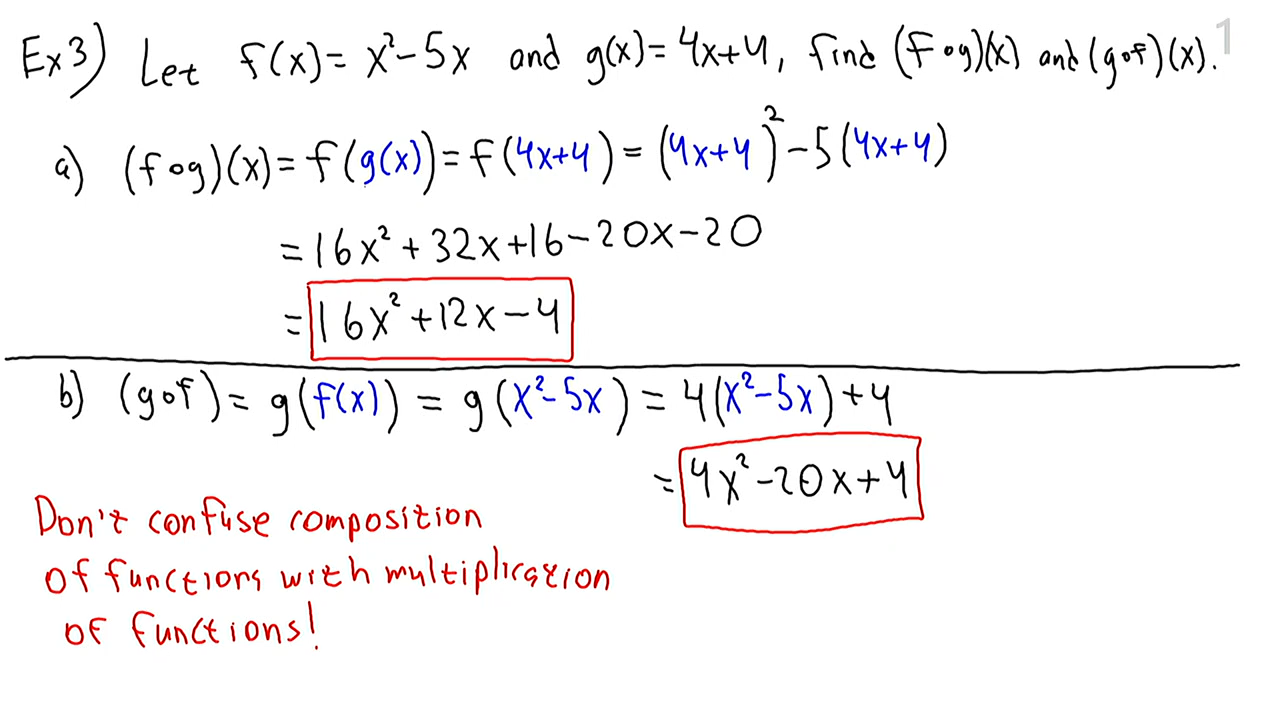 Ex3) Let f(x)= x²-5x and g(x)= 4x+4, find (f∘g)(x) and (g∘f)(x). 1
a) (f∘g)(x) = f(g(x)) = f(4x+4) = (4x+4)² - 5(4x+4)
= 16x² + 32x + 16 - 20x - 20
= 16x² + 12x - 4
b) (g∘f) = g(f(x)) = g(x²-5x) = 4(x²-5x) + 4
= 4x² - 20x + 4
Don't confuse composition
of functions with multiplication
of functions!